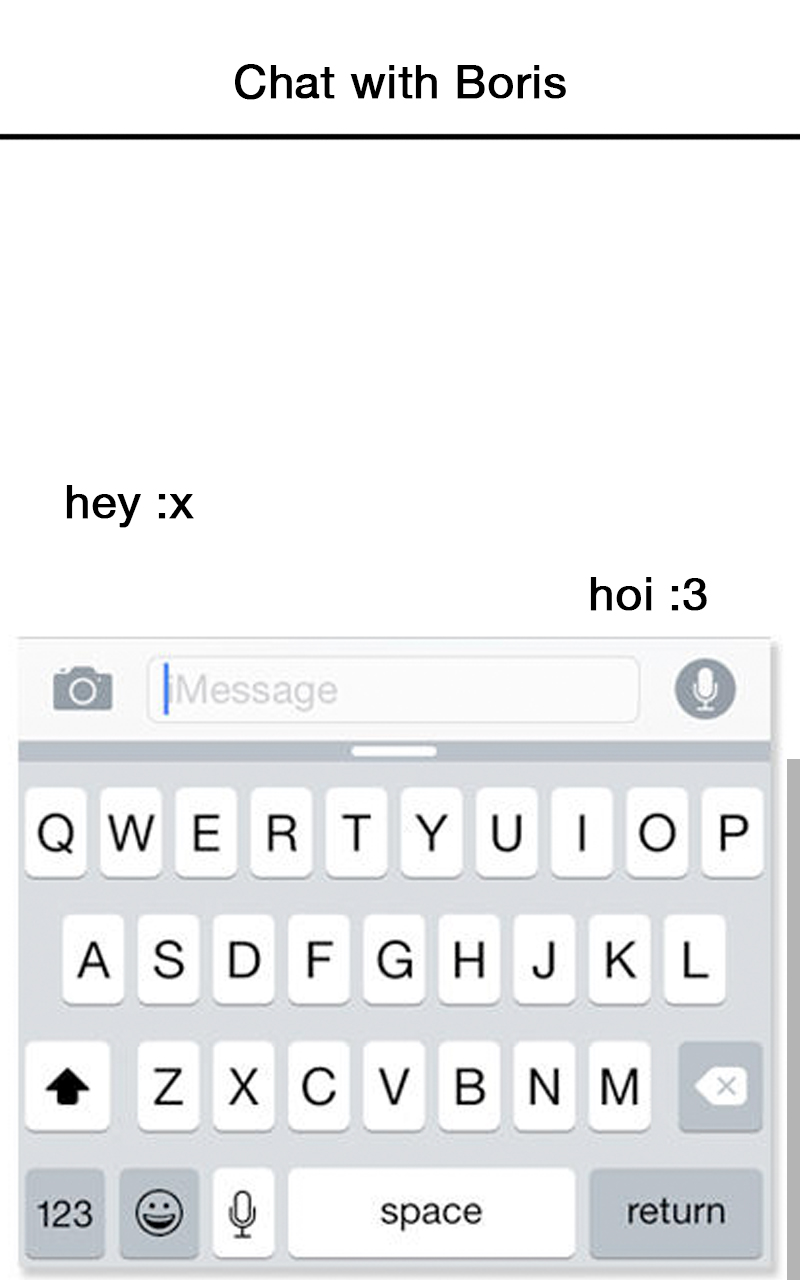 Chat with Boris
hey :x
hoi :3
iMessage
Q W E R T Y U I O P
A S D F G H J K L
Z X C V B N M
123 space return